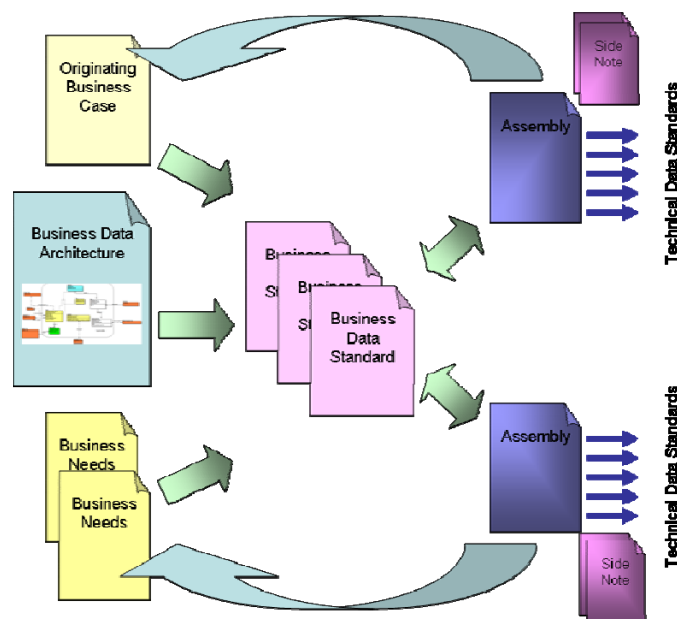 Originating
Business
Case
Side
Note
Assembly
Technical Data Standards
Business Data
Architecture
Business
Data
Standard
Business
Needs
Business
Needs
Assembly
Technical Data Standards
Side
Note